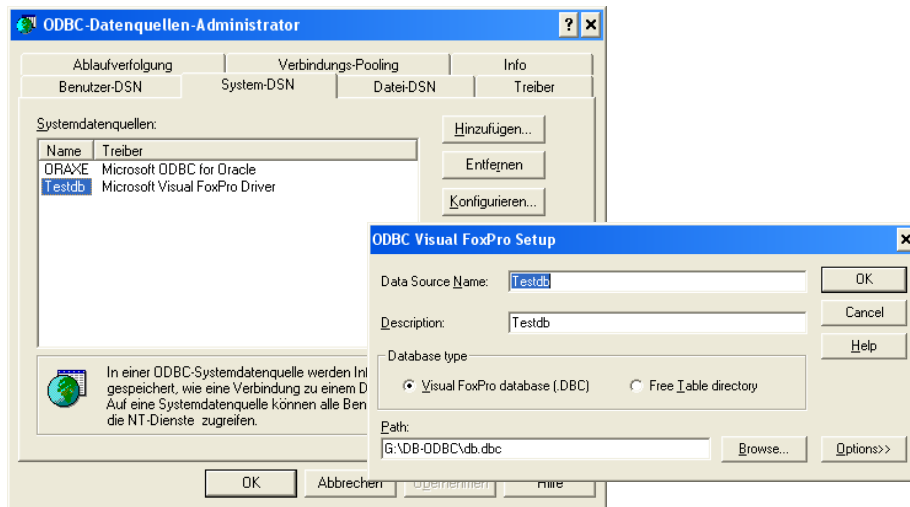 ODBC-Datenquellen-Administrator
Ablaufverfolgung Verbindungs-Pooling Info
Benutzer-DSN System-DSN Datei-DSN Treiber
Systemdatenquellen:
Name Treiber
ORAXE Microsoft ODBC for Oracle
Testdb Microsoft Visual FoxPro Driver
Hinzufügen...
Entfernen
Konfigurieren...
In einer ODBC-Systemdatenquelle werden
gespeichert, wie eine Verbindung zu einem
Auf eine Systemdatenquelle können alle
die NT-Dienste zugreifen.
OK Abbrechen Übernehmen Hilfe
ODBC Visual FoxPro Setup
Data Source Name: Testdb
Description: Testdb
Database type
Visual FoxPro database (.DBC) Free Table directory
Path:
G:\DB-ODBC\db.dbc
Browse...
OK
Cancel
Help
Options>>